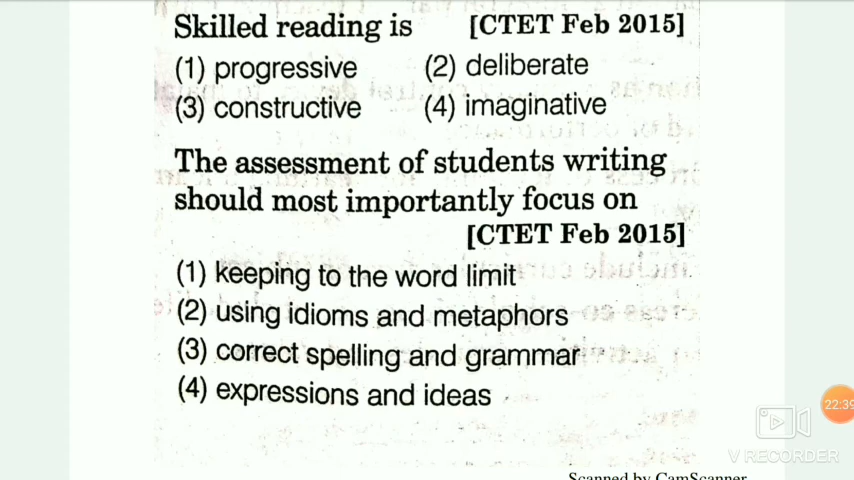 Skilled reading is [CTET Feb 2015]
(1) progressive (2) deliberate
(3) constructive (4) imaginative
The assessment of students writing
should most importantly focus on
[CTET Feb 2015]
(1) keeping to the word limit
(2) using idioms and metaphors
(3) correct spelling and grammar
(4) expressions and ideas
22:39
V RECORDER
Scanned by CamScanner